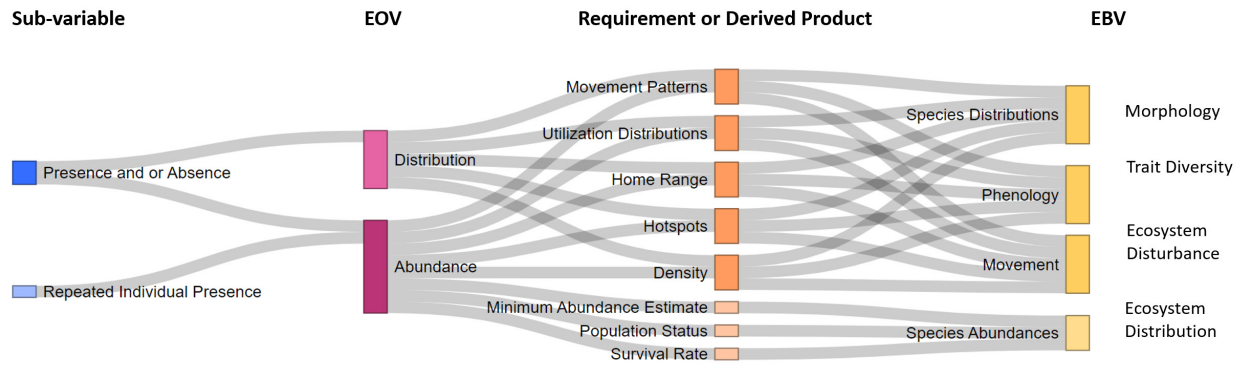 Sub-variable
EOV
Requirement or Derived Product
EBV
Movement Patterns
Species Distributions
Morphology
Utilization Distributions
Presence and or Absence
Distribution
Home Range
Trait Diversity
Phenology
Hotspots
Ecosystem
Disturbance
Abundance
Density
Movement
Repeated Individual Presence
Minimum Abundance Estimate
Ecosystem
Distribution
Population Status
Species Abundances
Survival Rate